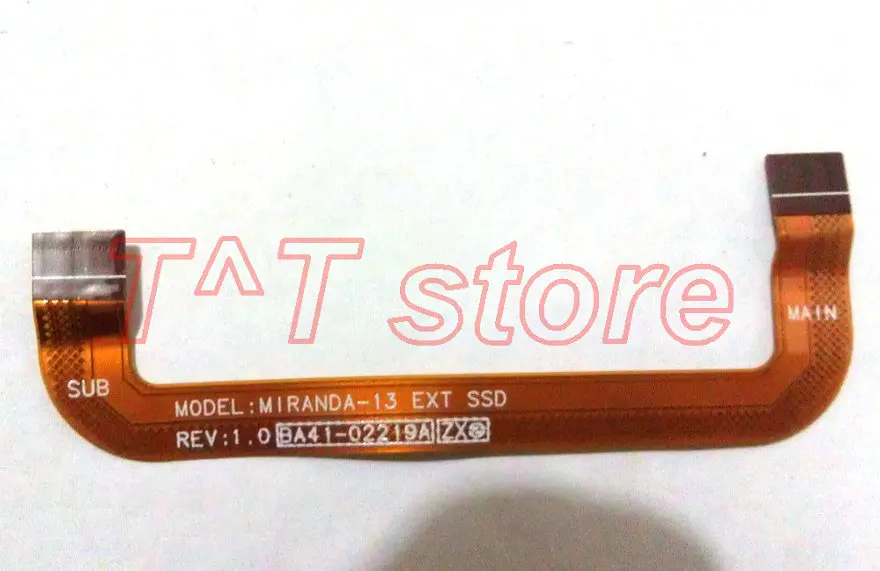 T^T store
MAIN
SUB
MODEL:MIRANDA-13 EXT SSD
REV:1.0 BA41-02219A ZX